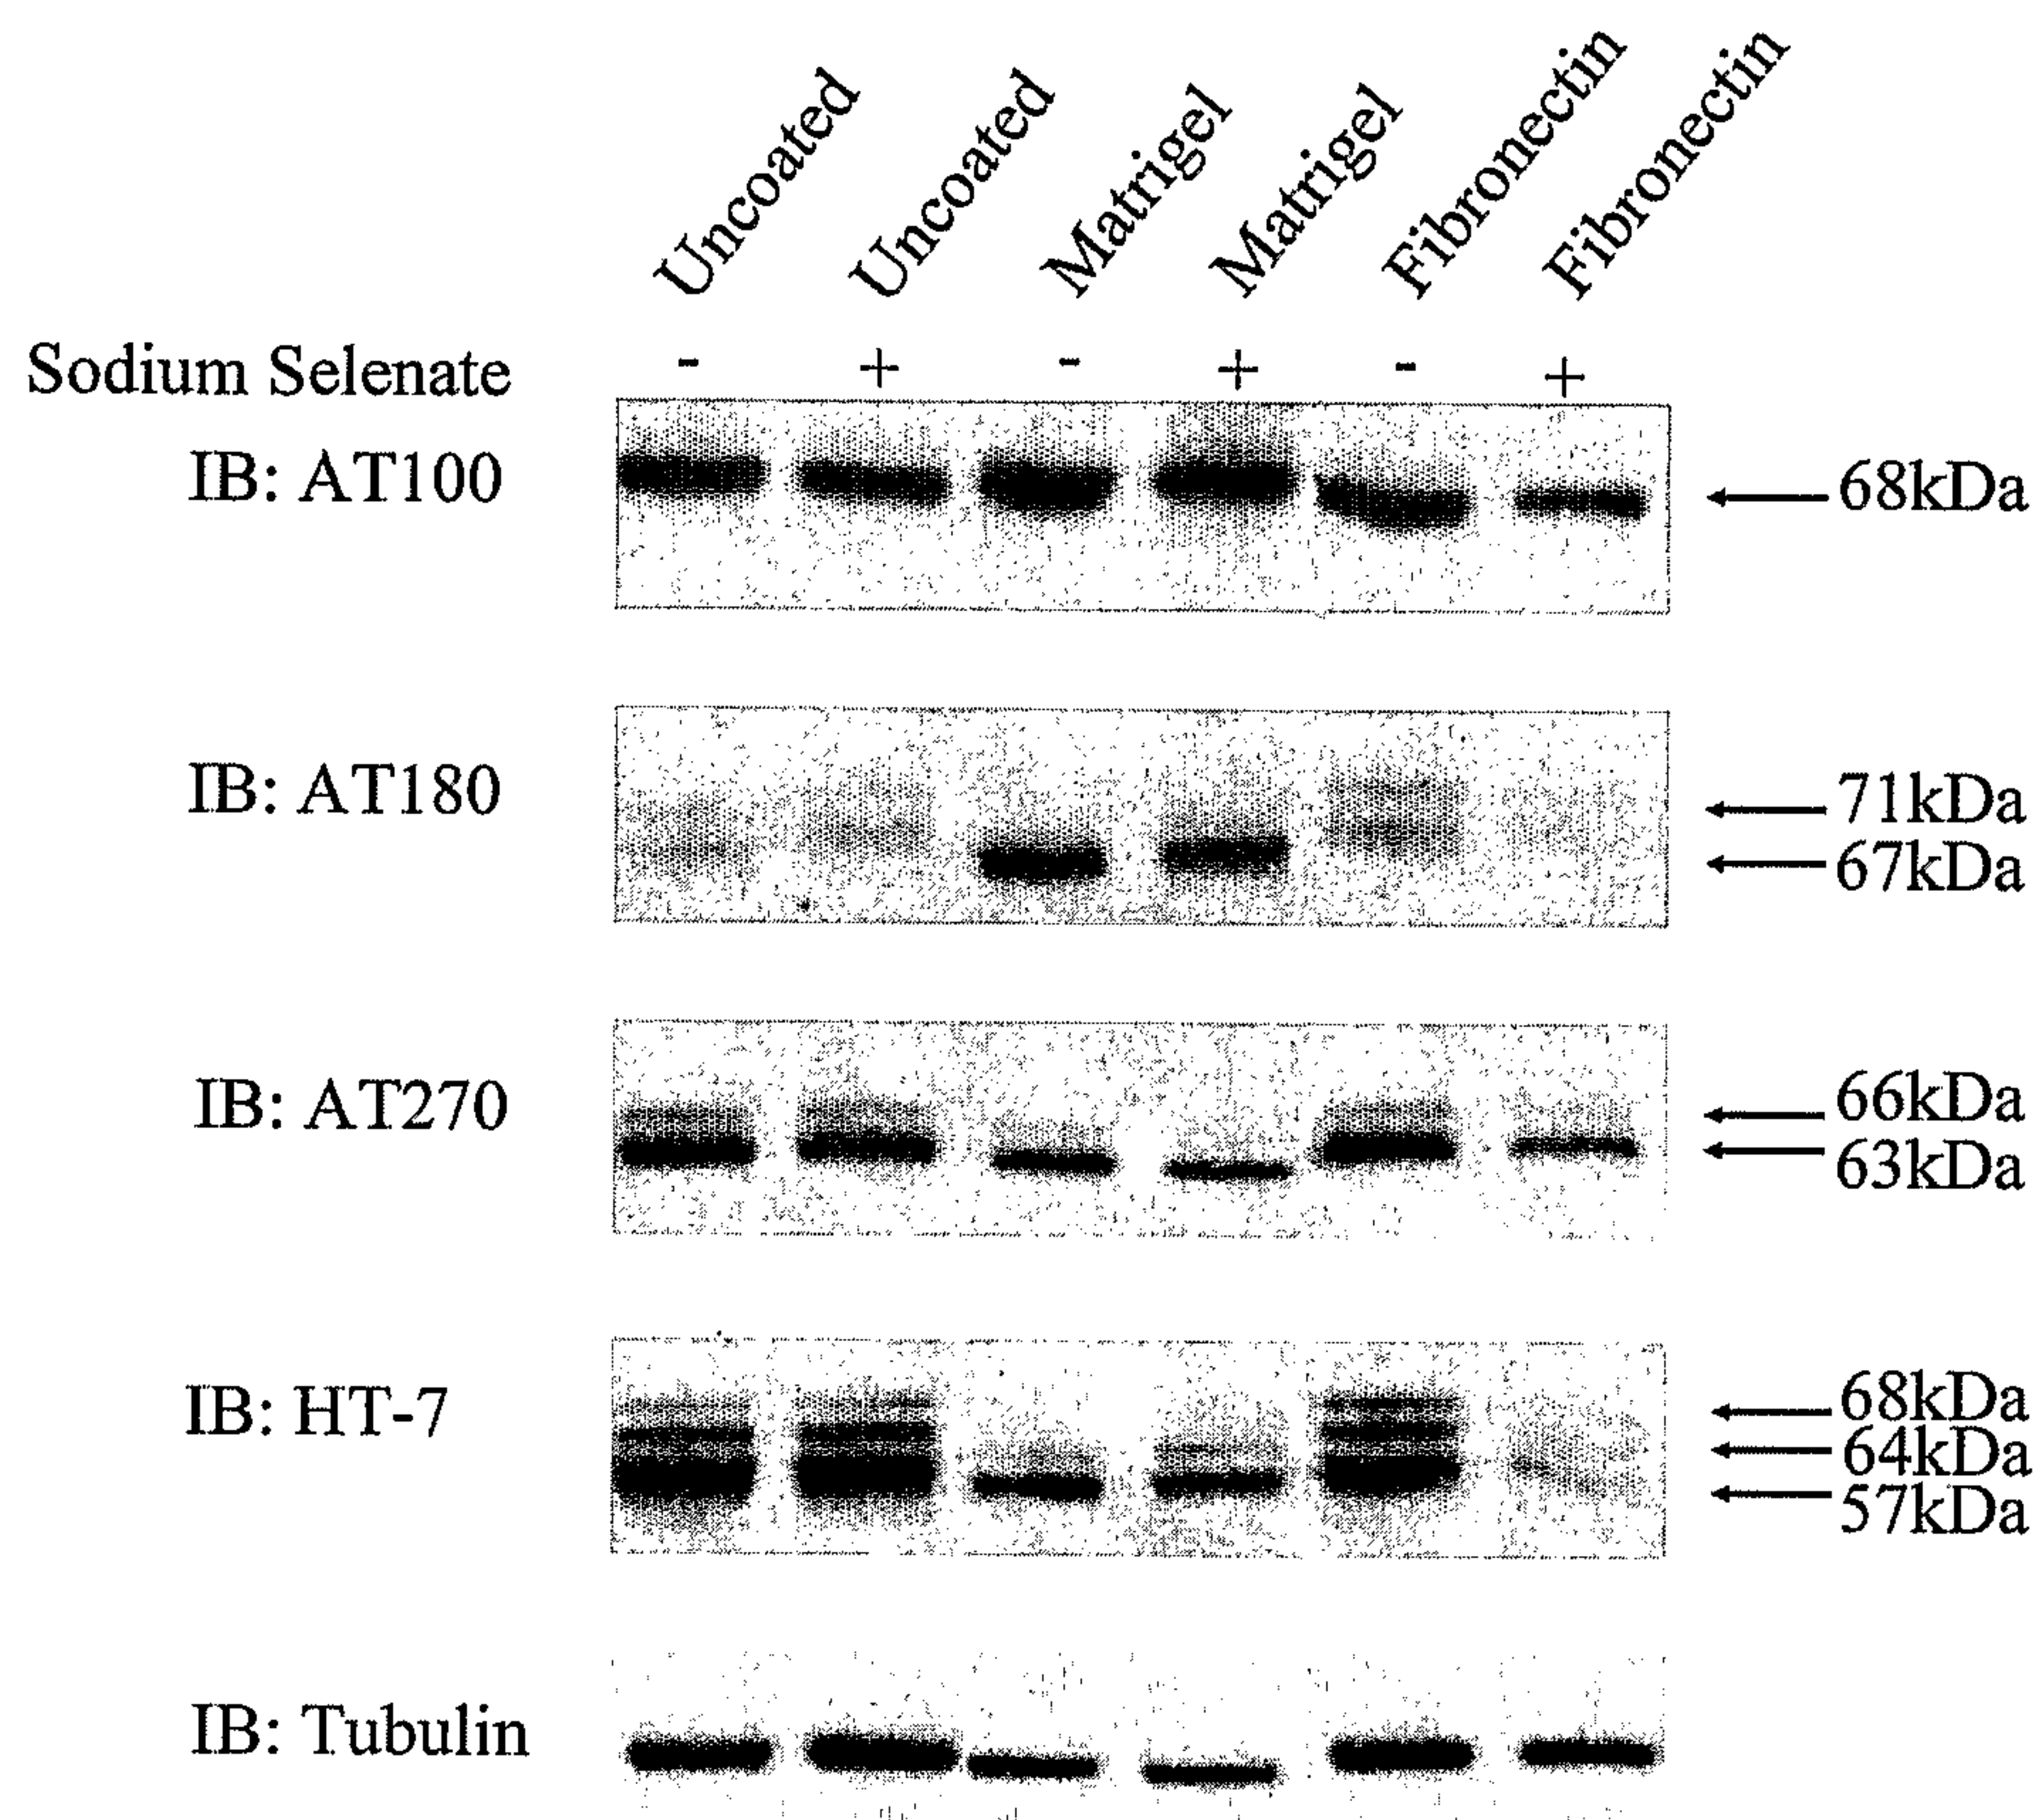 Uncoated Uncoated Matrigel Matrigel Fibronectin Fibronectin
Sodium Selenate - + - + - +
IB: AT100 68kDa
IB: AT180 71kDa
67kDa
IB: AT270 66kDa
63kDa
IB: HT-7 68kDa
64kDa
57kDa
IB: Tubulin